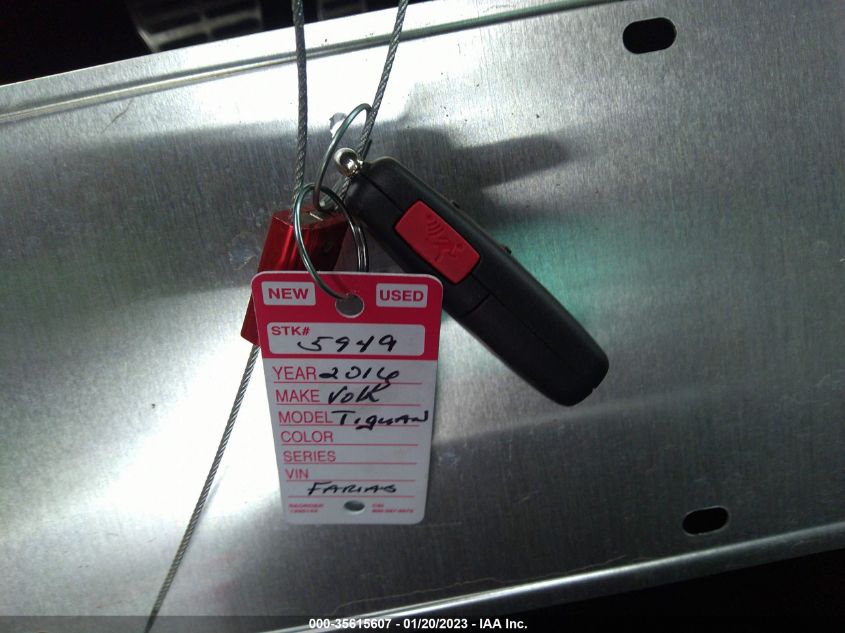 NEW USED
STK# 5949
YEAR 2016
MAKE Volk
MODEL Tiguan
COLOR
SERIES
VIN
FARIAS
REORDER
000-35615607 - 01/20/2023 - IAA Inc.